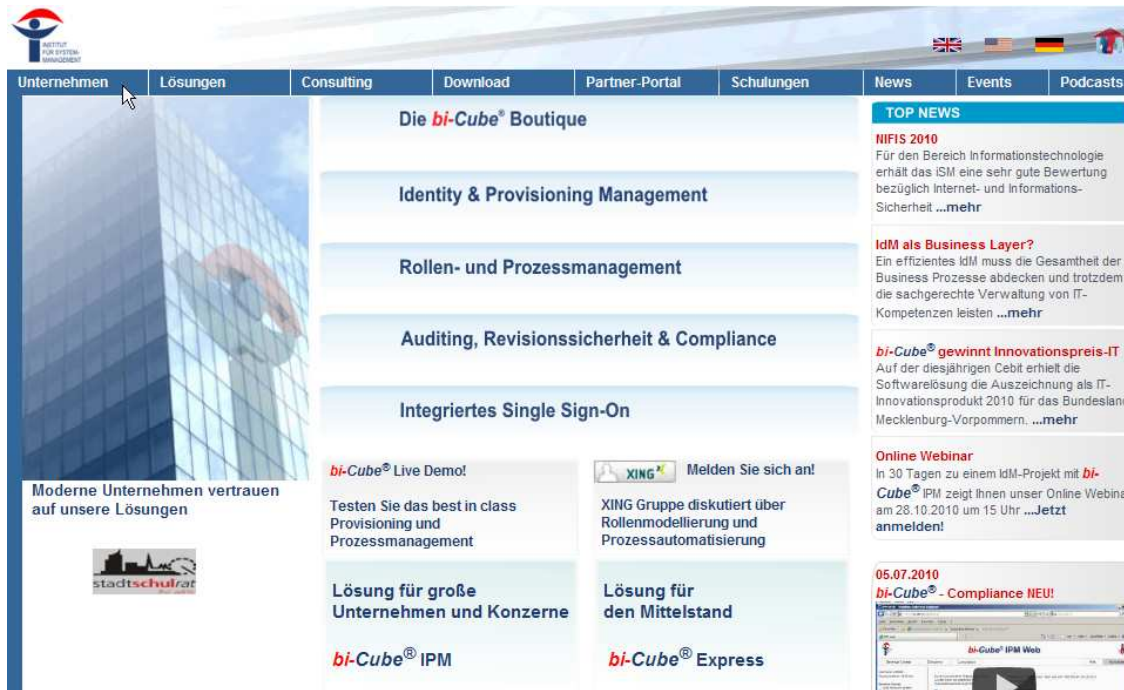 INSTITUT
FÜR SYSTEM-
MANAGEMENT
Unternehmen Lösungen Consulting Download Partner-Portal Schulungen News Events Podcasts
Die bi-Cube® Boutique
Identity & Provisioning Management
Rollen- und Prozessmanagement
Auditing, Revisionssicherheit & Compliance
Integriertes Single Sign-On
Moderne Unternehmen vertrauen
auf unsere Lösungen
stadtschulrat
bi-Cube® Live Demo!
Testen Sie das best in class
Provisioning und
Prozessmanagement
XING Melden Sie sich an!
XING Gruppe diskutiert über
Rollenmodellierung und
Prozessautomatisierung
Lösung für große
Unternehmen und Konzerne
bi-Cube® IPM
Lösung für
den Mittelstand
bi-Cube® Express
TOP NEWS
NIFIS 2010
Für den Bereich Informationstechnologie
erhält das iSM eine sehr gute Bewertung
bezüglich Internet- und Informations-
Sicherheit ...mehr
IdM als Business Layer?
Ein effizientes IdM muss die Gesamtheit der
Business Prozesse abdecken und trotzdem
die sachgerechte Verwaltung von IT-
Kompetenzen leisten ...mehr
bi-Cube® gewinnt Innovationspreis-IT
Auf der diesjährigen Cebit erhielt die
Softwarelösung die Auszeichnung als IT-
Innovationsprodukt 2010 für das Bundesland
Mecklenburg-Vorpommern. ...mehr
Online Webinar
In 30 Tagen zu einem IdM-Projekt mit bi-
Cube® IPM zeigt Ihnen unser Online Webina
am 28.10.2010 um 15 Uhr ...Jetzt
anmelden!
05.07.2010
bi-Cube® - Compliance NEU!
bi-Cube® IPM Web